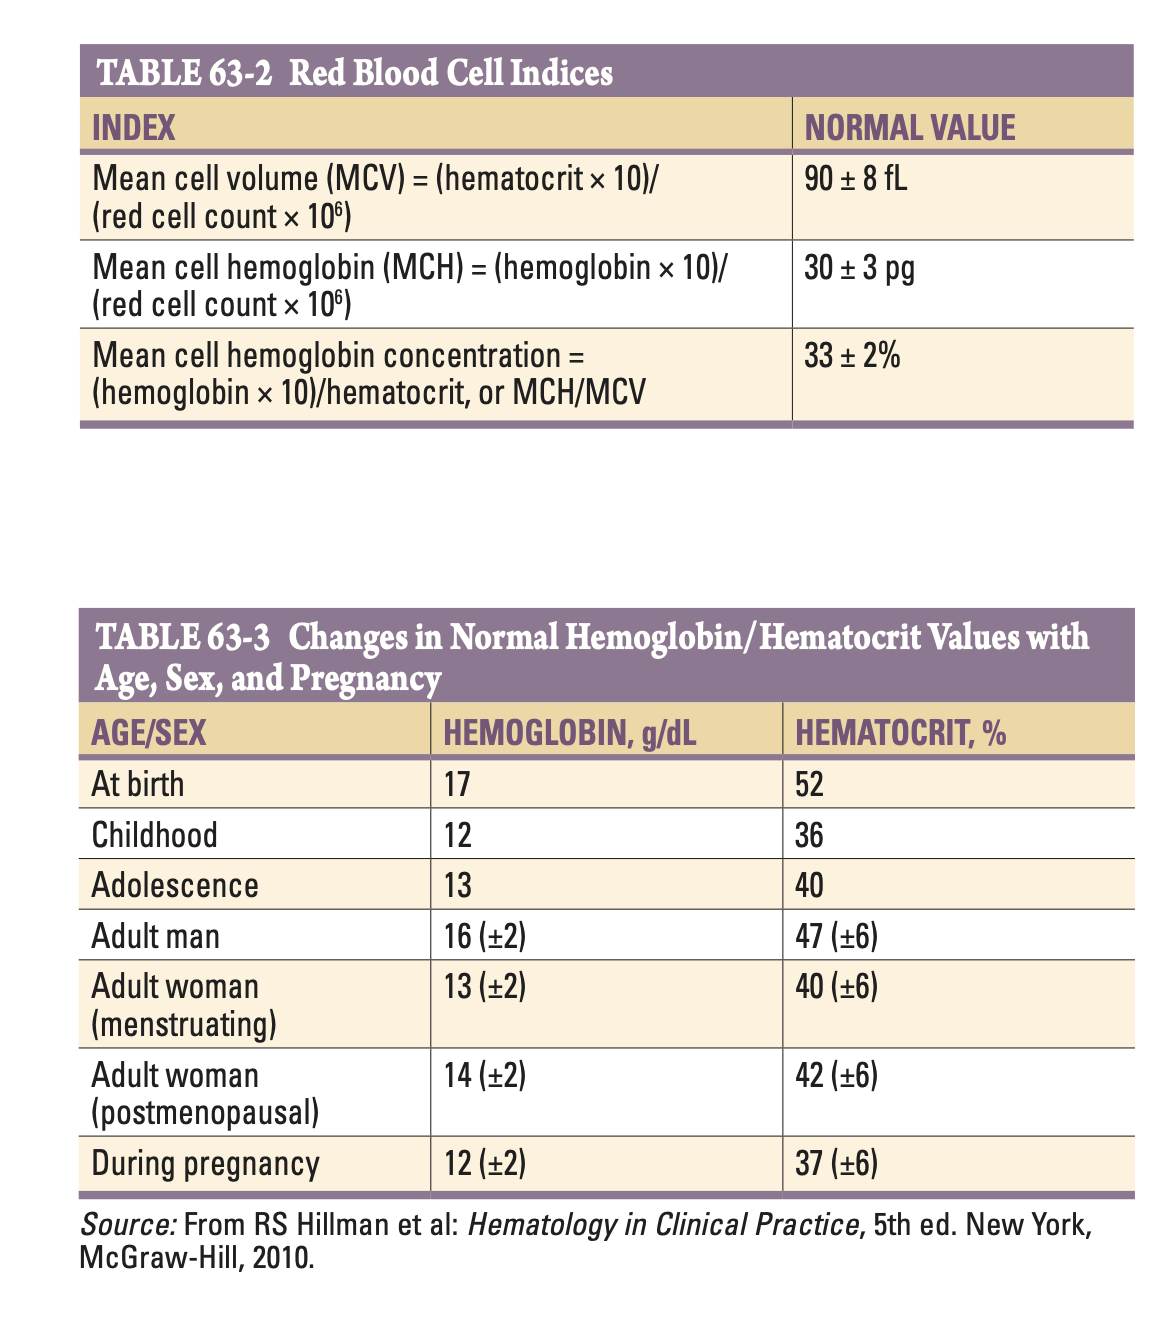 TABLE 63-2 Red Blood Cell Indices
INDEX NORMAL VALUE
Mean cell volume (MCV) = (hematocrit × 10)/ 90 ± 8 fL
(red cell count × 10⁶)
Mean cell hemoglobin (MCH) = (hemoglobin × 10)/ 30 ± 3 pg
(red cell count × 10⁶)
Mean cell hemoglobin concentration = 33 ± 2%
(hemoglobin × 10)/hematocrit, or MCH/MCV
TABLE 63-3 Changes in Normal Hemoglobin/Hematocrit Values with
Age, Sex, and Pregnancy
AGE/SEX HEMOGLOBIN, g/dL HEMATOCRIT, %
At birth 17 52
Childhood 12 36
Adolescence 13 40
Adult man 16 (±2) 47 (±6)
Adult woman 13 (±2) 40 (±6)
(menstruating)
Adult woman 14 (±2) 42 (±6)
(postmenopausal)
During pregnancy 12 (±2) 37 (±6)
Source: From RS Hillman et al: Hematology in Clinical Practice, 5th ed. New York,
McGraw-Hill, 2010.